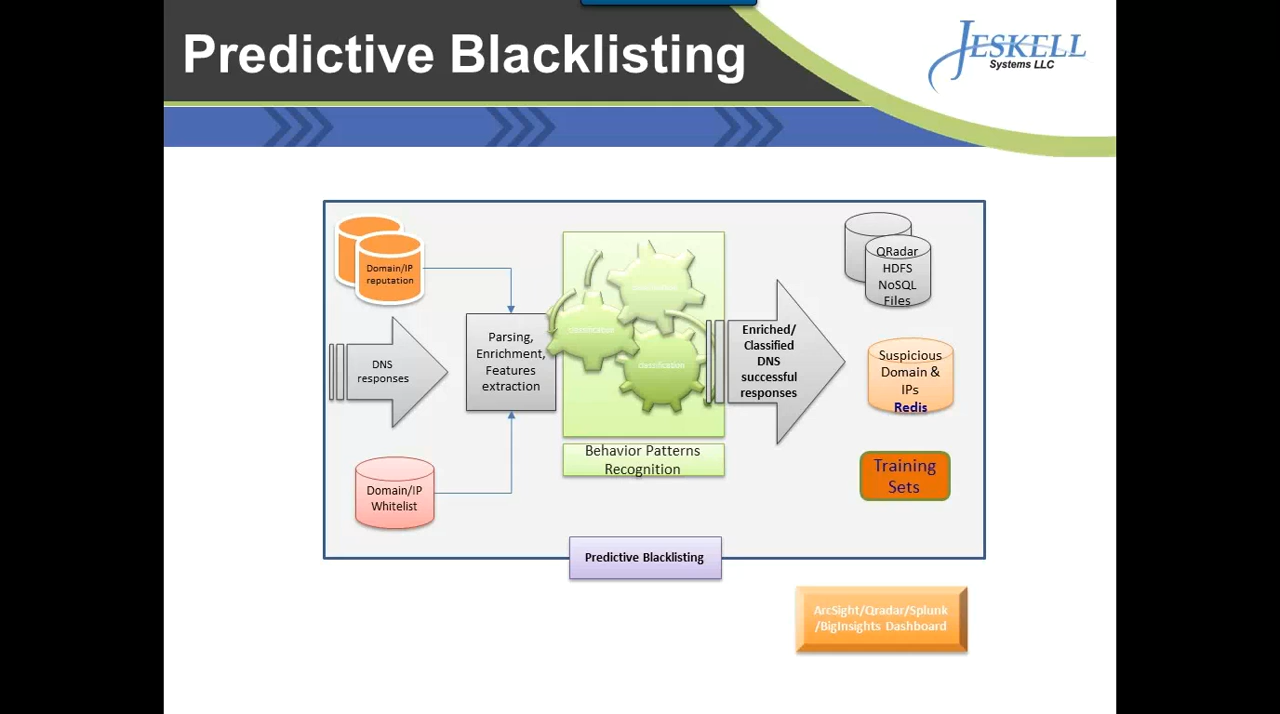 Predictive Blacklisting
JESKELL
Systems LLC
Domain/IP
reputation
QRadar
HDFS
NoSQL
Files
DNS
responses
Parsing,
Enrichment,
Features
extraction
classification
classification
Enriched/
Classified
DNS
successful
responses
Suspicious
Domain &
IPs
Redis
Behavior Patterns
Recognition
Training
Sets
Domain/IP
Whitelist
Predictive Blacklisting
ArcSight/Qradar/Splunk
/BigInsights Dashboard